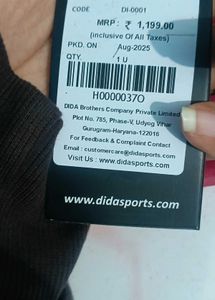 CODE DI-0001
MRP : ₹ 1,199.00
(inclusive Of All Taxes)
PKD. ON Aug-2025
QTY. 1 U
H0000037O
DIDA Brothers Company Private Limited
Plot No. 785, Phase-V, Udyog Vihar
Gurugram-Haryana-122016
For Feedback & Complaint Contact
Email : customercare@didasports.com
Visit Us : www.didasports.com
www.didasports.com